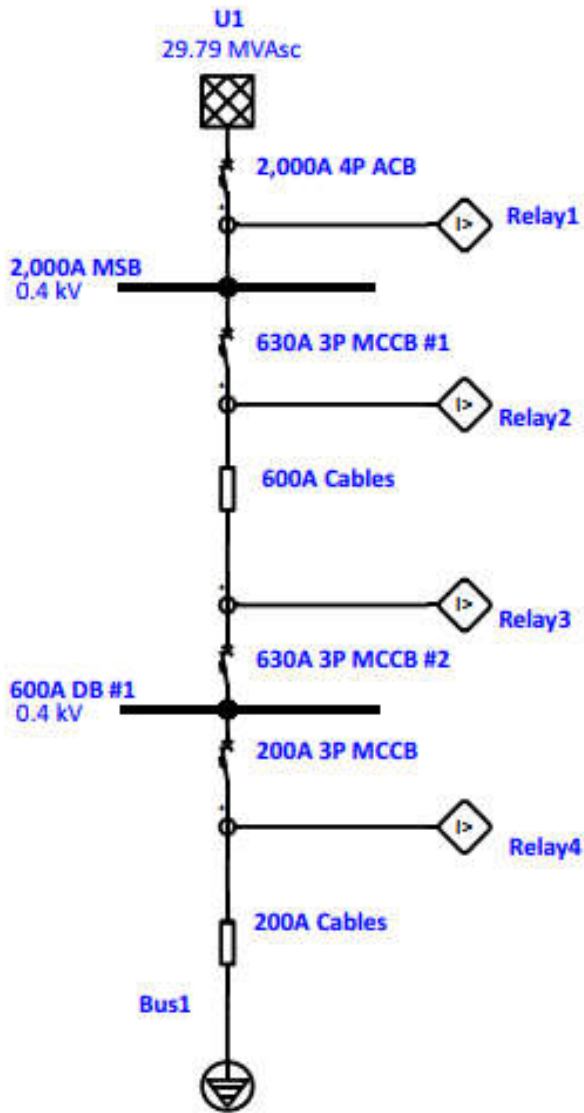 U1
29.79 MVAsc
2,000A 4P ACB
I>
Relay1
2,000A MSB
0.4 kV
630A 3P MCCB #1
I>
Relay2
600A Cables
I>
Relay3
630A 3P MCCB #2
600A DB #1
0.4 kV
200A 3P MCCB
I>
Relay4
200A Cables
Bus1